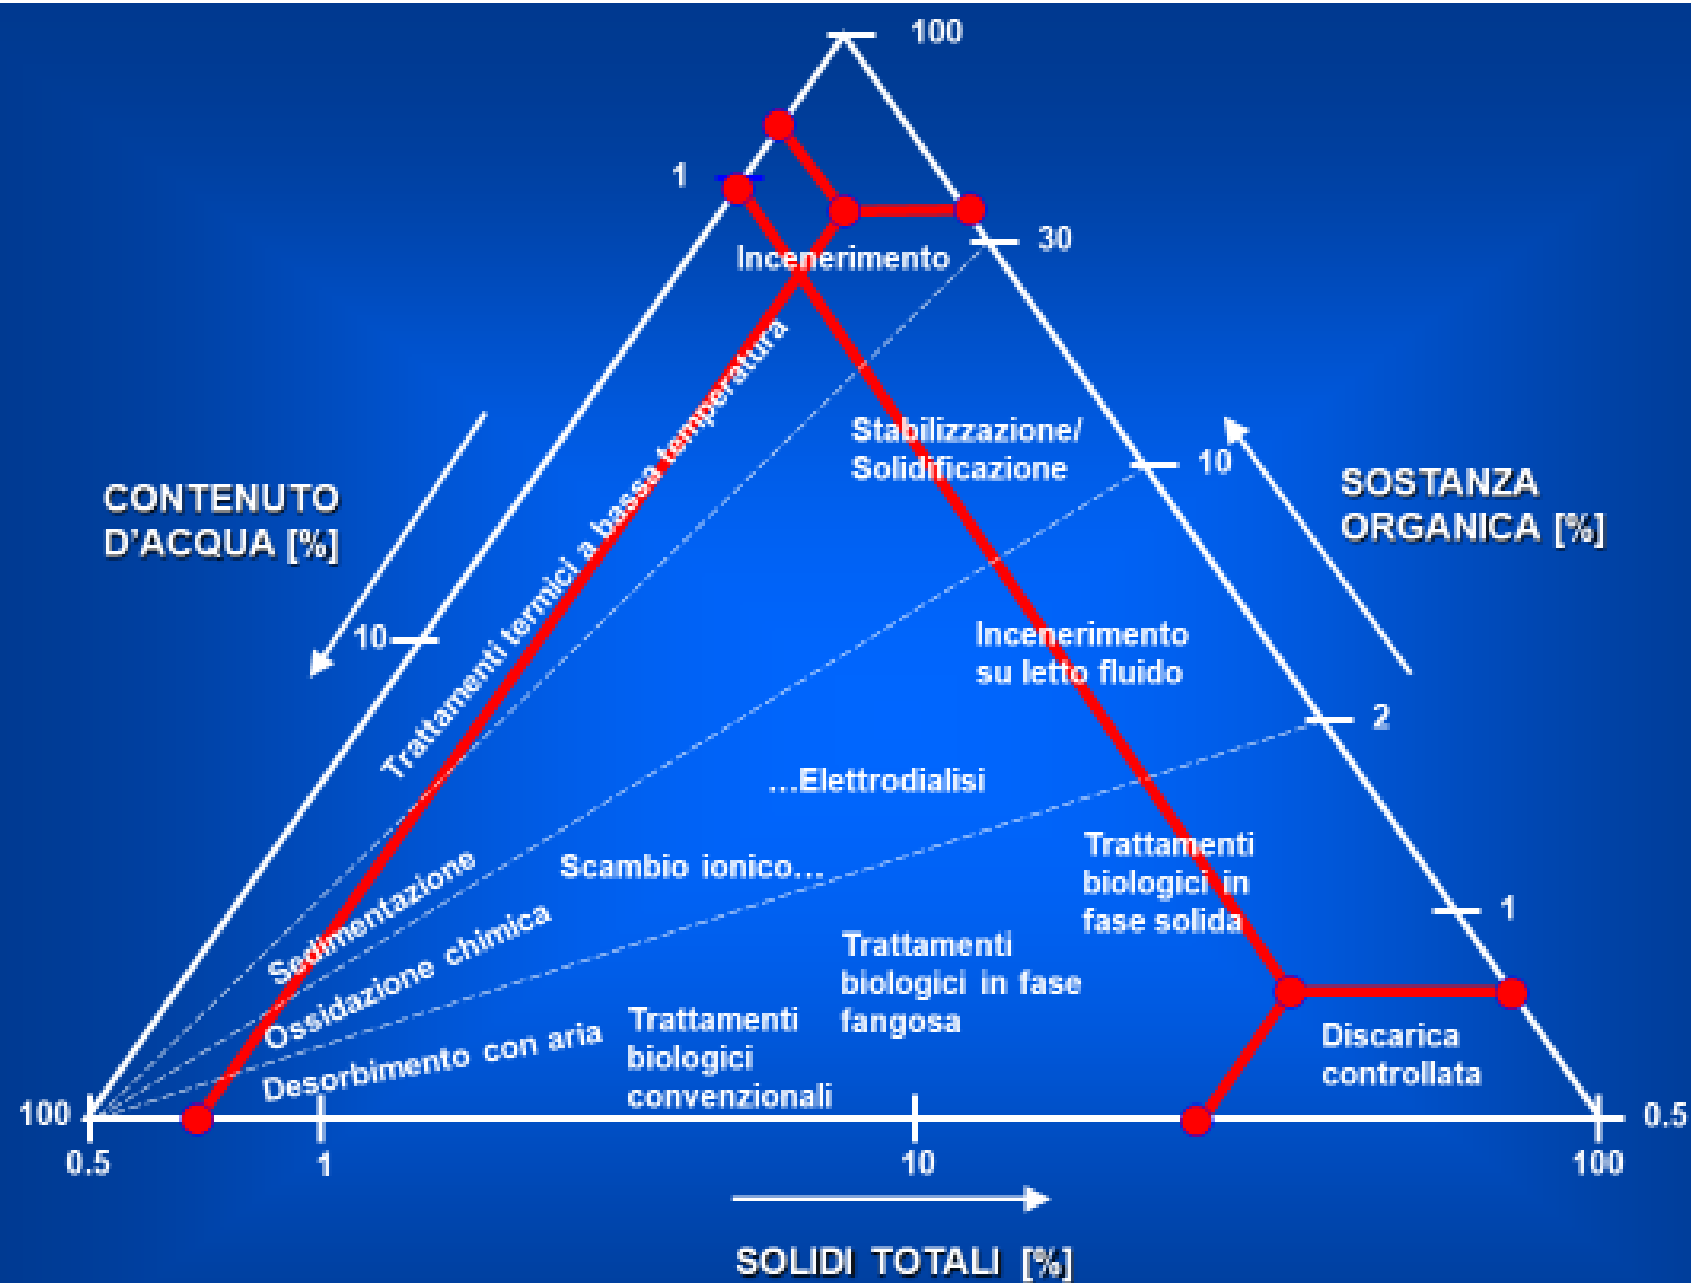 100
1
30
Incenerimento
Trattamenti termici a bassa temperatura
Stabilizzazione/
Solidificazione
10
CONTENUTO
D'ACQUA [%]
SOSTANZA
ORGANICA [%]
10
Incenerimento
su letto fluido
2
...Elettrodialisi
Scambio ionico...
Trattamenti
biologici in
fase solida
1
Sedimentazione
Ossidazione chimica
Desorbimento con aria
Trattamenti
biologici in fase
fangosa
Trattamenti
biologici
convenzionali
Discarica
controllata
100
0.5
0.5
1
10
100
SOLIDI TOTALI [%]